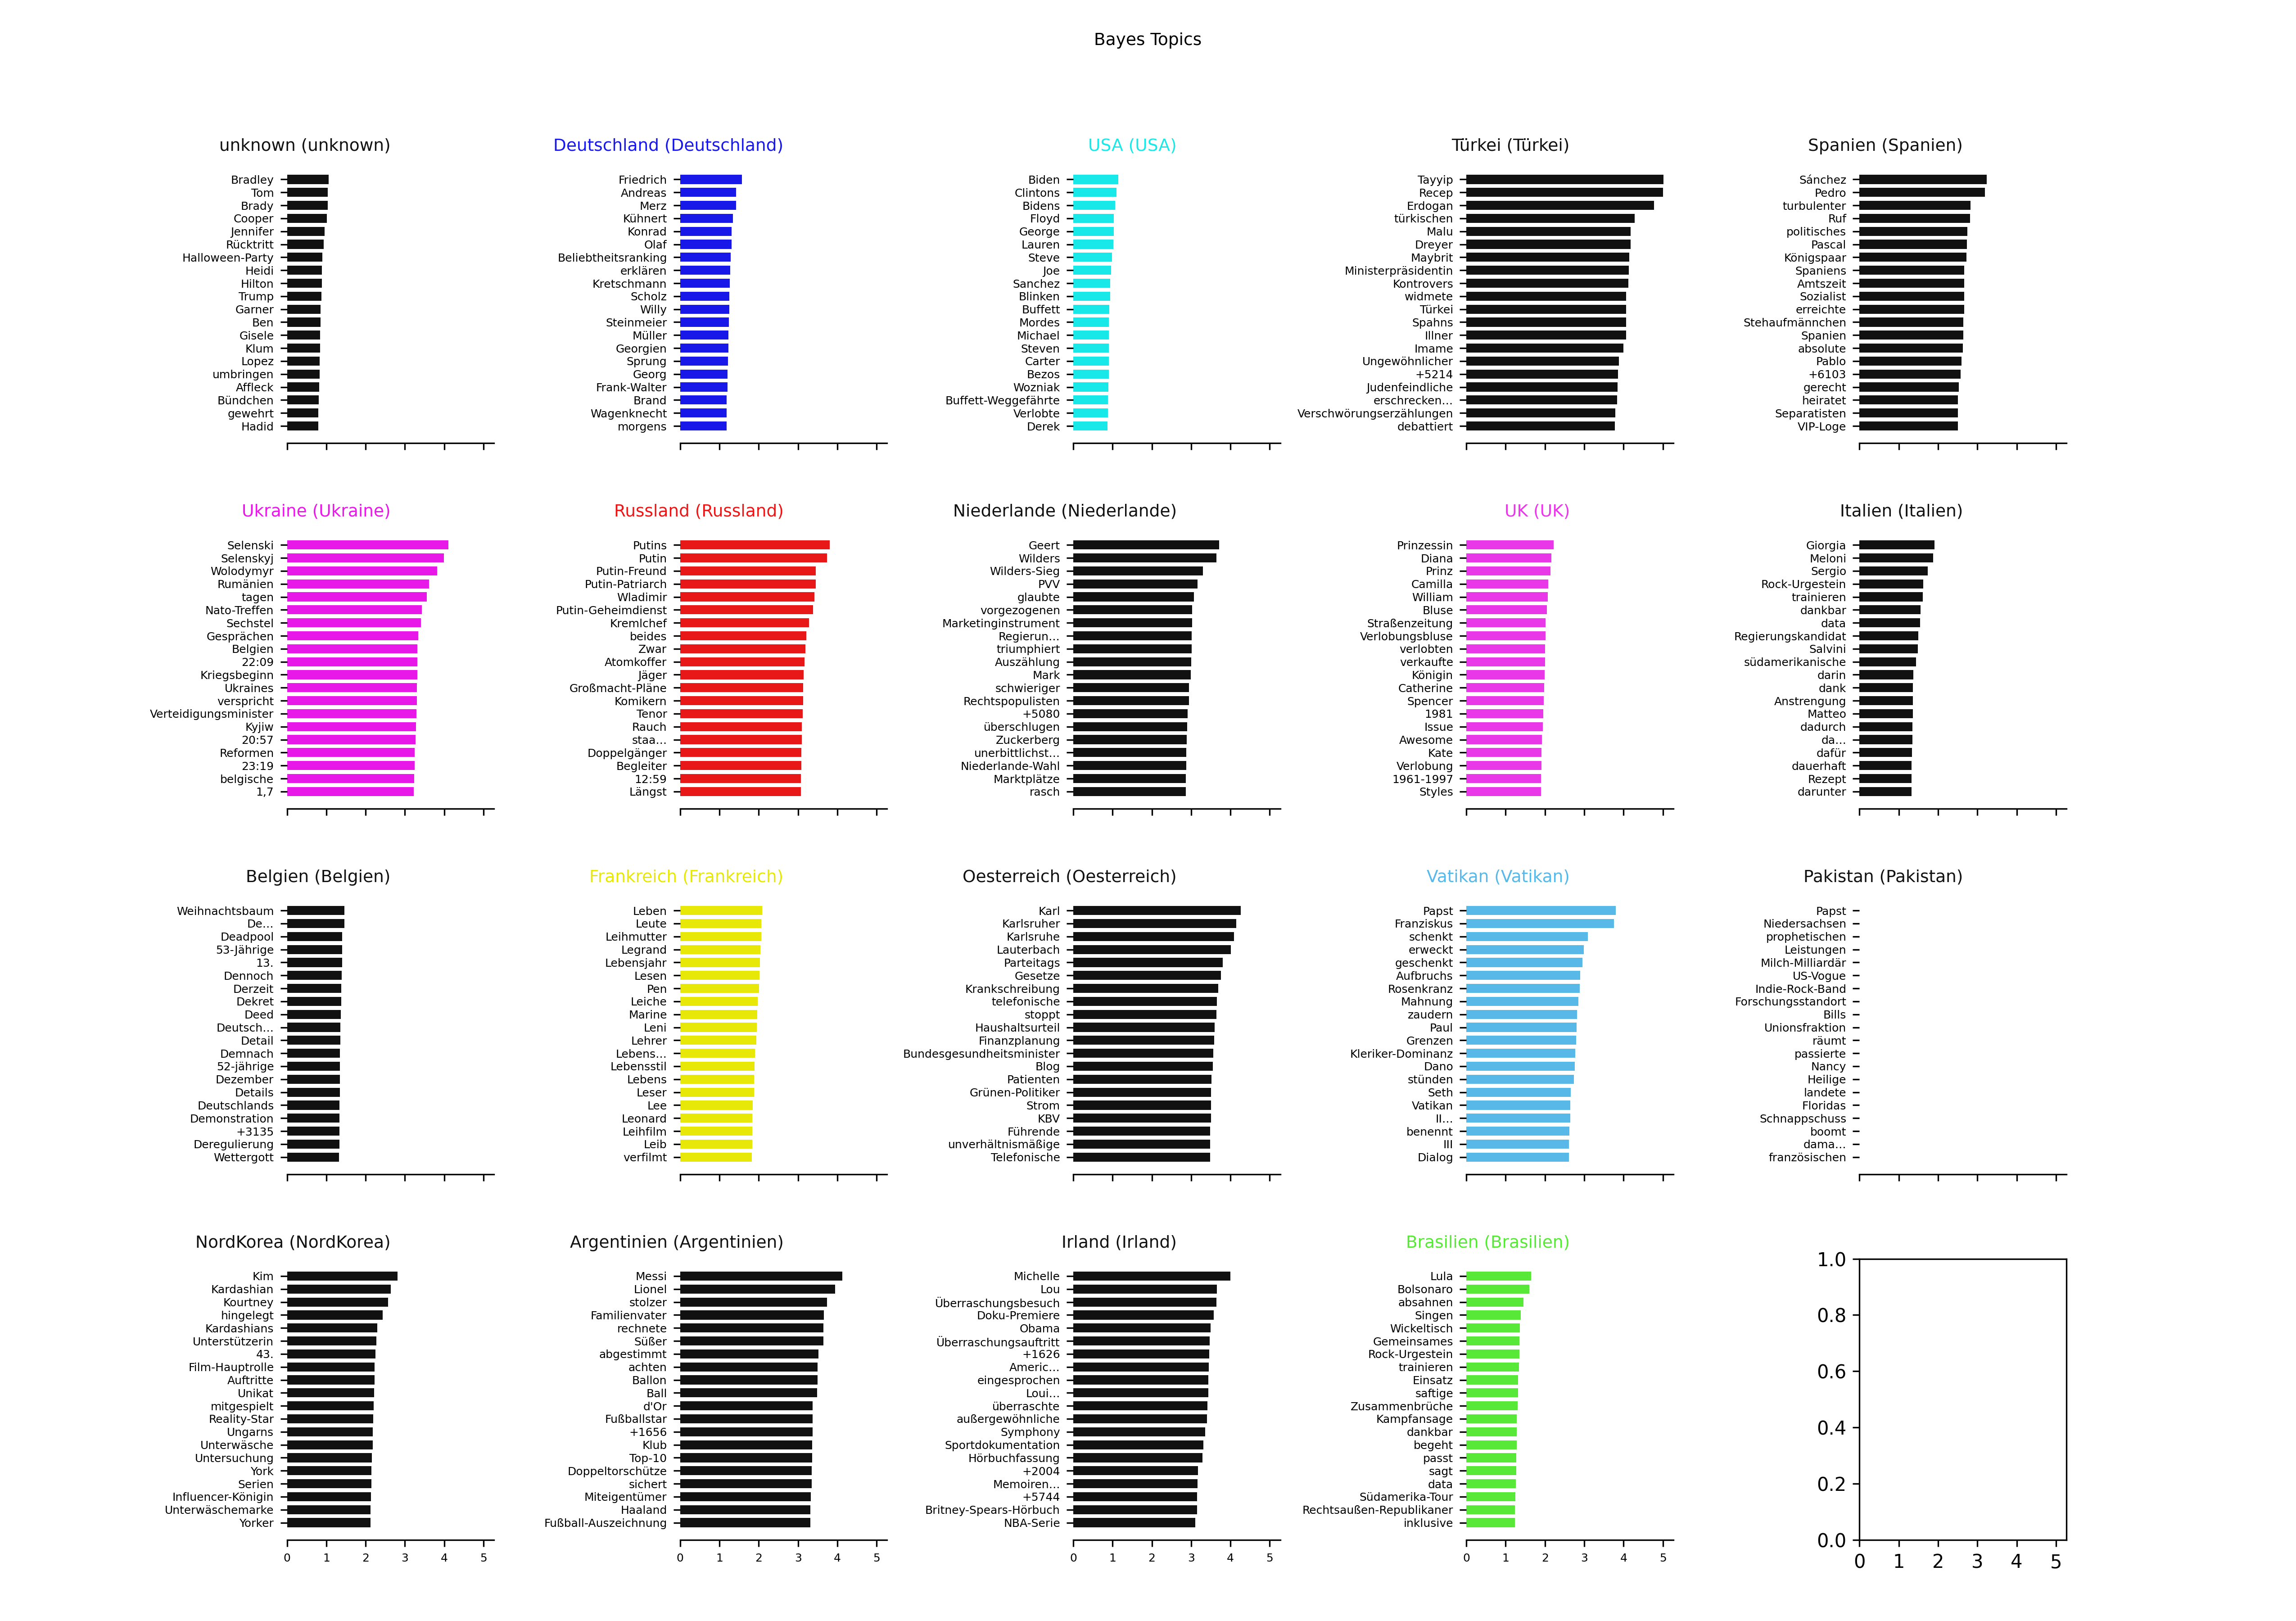 Bayes Topics
unknown (unknown)
Bradley
Tom
Brady
Cooper
Jennifer
Rücktritt
Halloween-Party
Heidi
Hilton
Trump
Garner
Ben
Gisele
Klum
Lopez
umbringen
Affleck
Bündchen
gewehrt
Hadid
Deutschland (Deutschland)
Friedrich
Andreas
Merz
Kühnert
Konrad
Olaf
Beliebtheitsranking
erklären
Kretschmann
Scholz
Willy
Steinmeier
Müller
Georgien
Sprung
Georg
Frank-Walter
Brand
Wagenknecht
morgens
USA (USA)
Biden
Clintons
Bidens
Floyd
George
Lauren
Steve
Joe
Sanchez
Blinken
Buffett
Mordes
Michael
Steven
Carter
Bezos
Wozniak
Buffett-Weggefährte
Verlobte
Derek
Türkei (Türkei)
Tayyip
Recep
Erdogan
türkischen
Malu
Dreyer
Maybrit
Ministerpräsidentin
Kontrovers
widmete
Türkei
Spahns
Illner
Imame
Ungewöhnlicher
+5214
Judenfeindliche
erschrecken...
Verschwörungserzählungen
debattiert
Spanien (Spanien)
Sánchez
Pedro
turbulenter
Ruf
politisches
Pascal
Königspaar
Spaniens
Amtszeit
Sozialist
erreichte
Stehaufmännchen
Spanien
absolute
Pablo
+6103
gerecht
heiratet
Separatisten
VIP-Loge
Ukraine (Ukraine)
Selenski
Selenskyj
Wolodymyr
Rumänien
tagen
Nato-Treffen
Sechstel
Gesprächen
Belgien
22:09
Kriegsbeginn
Ukraines
verspricht
Verteidigungsminister
Kyjiw
20:57
Reformen
23:19
belgische
1,7
Russland (Russland)
Putins
Putin
Putin-Freund
Putin-Patriarch
Wladimir
Putin-Geheimdienst
Kremlchef
beides
Zwar
Atomkoffer
Jäger
Großmacht-Pläne
Komikern
Tenor
Rauch
staa...
Doppelgänger
Begleiter
12:59
Längst
Niederlande (Niederlande)
Geert
Wilders
Wilders-Sieg
PVV
glaubte
vorgezogenen
Marketinginstrument
Regierun...
triumphiert
Auszählung
Mark
schwieriger
Rechtspopulisten
+5080
überschlugen
Zuckerberg
unerbittlichst...
Niederlande-Wahl
Marktplätze
rasch
UK (UK)
Prinzessin
Diana
Prinz
Camilla
William
Bluse
Straßenzeitung
Verlobungsbluse
verlobten
verkaufte
Königin
Catherine
Spencer
1981
Issue
Awesome
Kate
Verlobung
1961-1997
Styles
Italien (Italien)
Giorgia
Meloni
Sergio
Rock-Urgestein
trainieren
dankbar
data
Regierungskandidat
Salvini
südamerikanische
darin
dank
Anstrengung
Matteo
dadurch
da...
dafür
dauerhaft
Rezept
darunter
Belgien (Belgien)
Weihnachtsbaum
De...
Deadpool
53-Jährige
13.
Dennoch
Derzeit
Dekret
Deed
Deutsch...
Detail
Demnach
52-jährige
Dezember
Details
Deutschlands
Demonstration
+3135
Deregulierung
Wettergott
Frankreich (Frankreich)
Leben
Leute
Leihmutter
Legrand
Lebensjahr
Lesen
Pen
Leiche
Marine
Leni
Lehrer
Lebens...
Lebensstil
Lebens
Leser
Lee
Leonard
Leihfilm
Leib
verfilmt
Oesterreich (Oesterreich)
Karl
Karlsruher
Karlsruhe
Lauterbach
Parteitags
Gesetze
Krankschreibung
telefonische
stoppt
Haushaltsurteil
Finanzplanung
Bundesgesundheitsminister
Blog
Patienten
Grünen-Politiker
Strom
KBV
Führende
unverhältnismäßige
Telefonische
Vatikan (Vatikan)
Papst
Franziskus
schenkt
erweckt
geschenkt
Aufbruchs
Rosenkranz
Mahnung
zaudern
Paul
Grenzen
Kleriker-Dominanz
Dano
stünden
Seth
Vatikan
II...
benennt
III
Dialog
Pakistan (Pakistan)
Papst
Niedersachsen
prophetischen
Leistungen
Milch-Milliardär
US-Vogue
Indie-Rock-Band
Forschungsstandort
Bills
Unionsfraktion
räumt
passierte
Nancy
Heilige
landete
Floridas
Schnappschuss
boomt
dama...
französischen
NordKorea (NordKorea)
Kim
Kardashian
Kourtney
hingelegt
Kardashians
Unterstützerin
43.
Film-Hauptrolle
Auftritte
Unikat
mitgespielt
Reality-Star
Ungarns
Unterwäsche
Untersuchung
York
Serien
Influencer-Königin
Unterwäschemarke
Yorker
0 1 2 3 4 5
Argentinien (Argentinien)
Messi
Lionel
stolzer
Familienvater
rechnete
Süßer
abgestimmt
achten
Ballon
Ball
d'Or
Fußballstar
+1656
Klub
Top-10
Doppeltorschütze
sichert
Miteigentümer
Haaland
Fußball-Auszeichnung
0 1 2 3 4 5
Irland (Irland)
Michelle
Lou
Überraschungsbesuch
Doku-Premiere
Obama
Überraschungsauftritt
+1626
Americ...
eingesprochen
Loui...
überraschte
außergewöhnliche
Symphony
Sportdokumentation
Hörbuchfassung
+2004
Memoiren...
+5744
Britney-Spears-Hörbuch
NBA-Serie
0 1 2 3 4 5
Brasilien (Brasilien)
Lula
Bolsonaro
absahnen
Singen
Wickeltisch
Gemeinsames
Rock-Urgestein
trainieren
Einsatz
saftige
Zusammenbrüche
Kampfansage
dankbar
begeht
passt
sagt
data
Südamerika-Tour
Rechtsaußen-Republikaner
inklusive
0 1 2 3 4 5
1.0
0.8
0.6
0.4
0.2
0.0
0 1 2 3 4 5